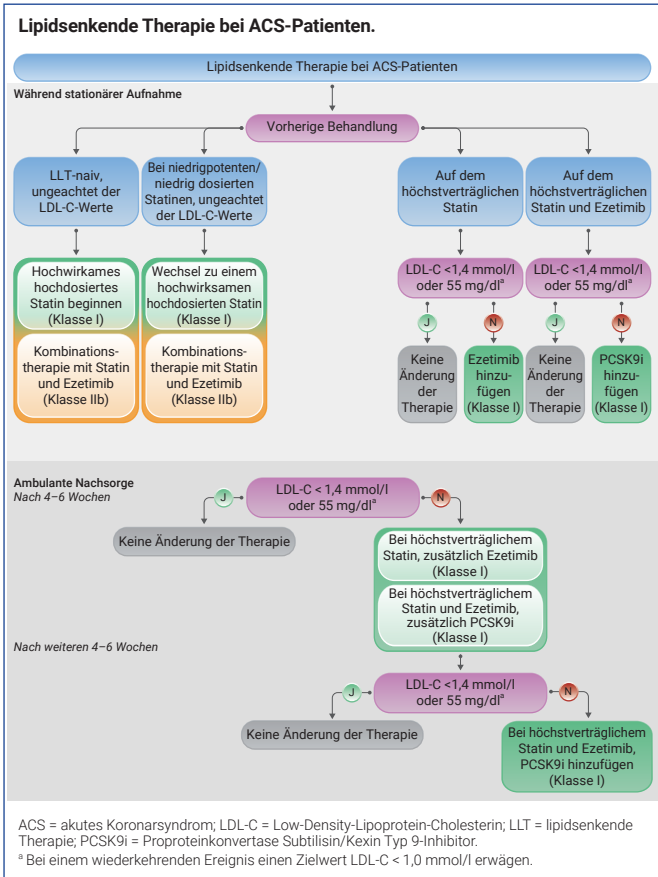 Lipidsenkende Therapie bei ACS-Patienten.
Lipidsenkende Therapie bei ACS-Patienten
Während stationärer Aufnahme
Vorherige Behandlung
LLT-naiv,
ungeachtet der
LDL-C-Werte
Bei niedrigpotenten/
niedrig dosierten
Statinen, ungeachtet
der LDL-C-Werte
Auf dem
höchstverträglichen
Statin
Auf dem
höchstverträglichen
Statin und Ezetimib
Hochwirkames
hochdosiertes
Statin beginnen
(Klasse I)
Wechsel zu einem
hochwirksamen
hochdosierten Statin
(Klasse I)
LDL-C <1,4 mmol/l
oder 55 mg/dlᵃ
LDL-C <1,4 mmol/l
oder 55 mg/dlᵃ
J
N
J
N
Kombinations-
therapie mit Statin
und Ezetimib
(Klasse IIb)
Kombinations-
therapie mit Statin
und Ezetimib
(Klasse IIb)
Keine
Änderung
der
Therapie
Ezetimib
hinzu-
fügen
(Klasse I)
Keine
Änderung
der
Therapie
PCSK9i
hinzu-
fügen
(Klasse I)
Ambulante Nachsorge
Nach 4–6 Wochen
LDL-C < 1,4 mmol/l
oder 55 mg/dlᵃ
J
N
Keine Änderung der Therapie
Bei höchstverträglichem
Statin, zusätzlich Ezetimib
(Klasse I)
Bei höchstverträglichem
Statin und Ezetimib,
zusätzlich PCSK9i
(Klasse I)
Nach weiteren 4–6 Wochen
LDL-C <1,4 mmol/l
oder 55 mg/dlᵃ
J
N
Keine Änderung der Therapie
Bei höchstverträglichem
Statin und Ezetimib,
PCSK9i hinzufügen
(Klasse I)
ACS = akutes Koronarsyndrom; LDL-C = Low-Density-Lipoprotein-Cholesterin; LLT = lipidsenkende
Therapie; PCSK9i = Proproteinkonvertase Subtilisin/Kexin Typ 9-Inhibitor.
ᵃ Bei einem wiederkehrenden Ereignis einen Zielwert LDL-C < 1,0 mmol/l erwägen.